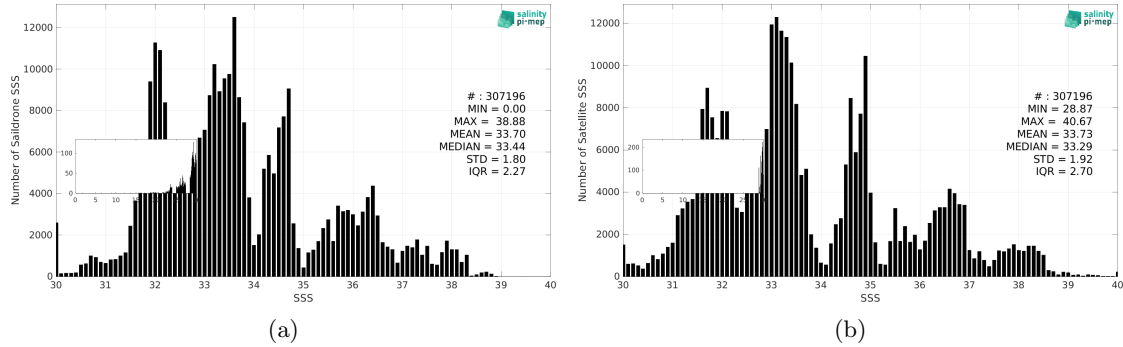 salinity
pi-mep
12000
10000
8000
6000
4000
2000
0
Number of Saildrone SSS
# : 307196
MIN = 0.00
MAX = 38.88
MEAN = 33.70
MEDIAN = 33.44
STD = 1.80
IQR = 2.27
100
50
0
0 5 10 15
30 31 32 33 34 35 36 37 38 39 40
SSS
(a)
salinity
pi-mep
12000
10000
8000
6000
4000
2000
0
Number of Satellite SSS
# : 307196
MIN = 28.87
MAX = 40.67
MEAN = 33.73
MEDIAN = 33.29
STD = 1.92
IQR = 2.70
200
100
0
0 5 10 15 20 25
30 31 32 33 34 35 36 37 38 39 40
SSS
(b)